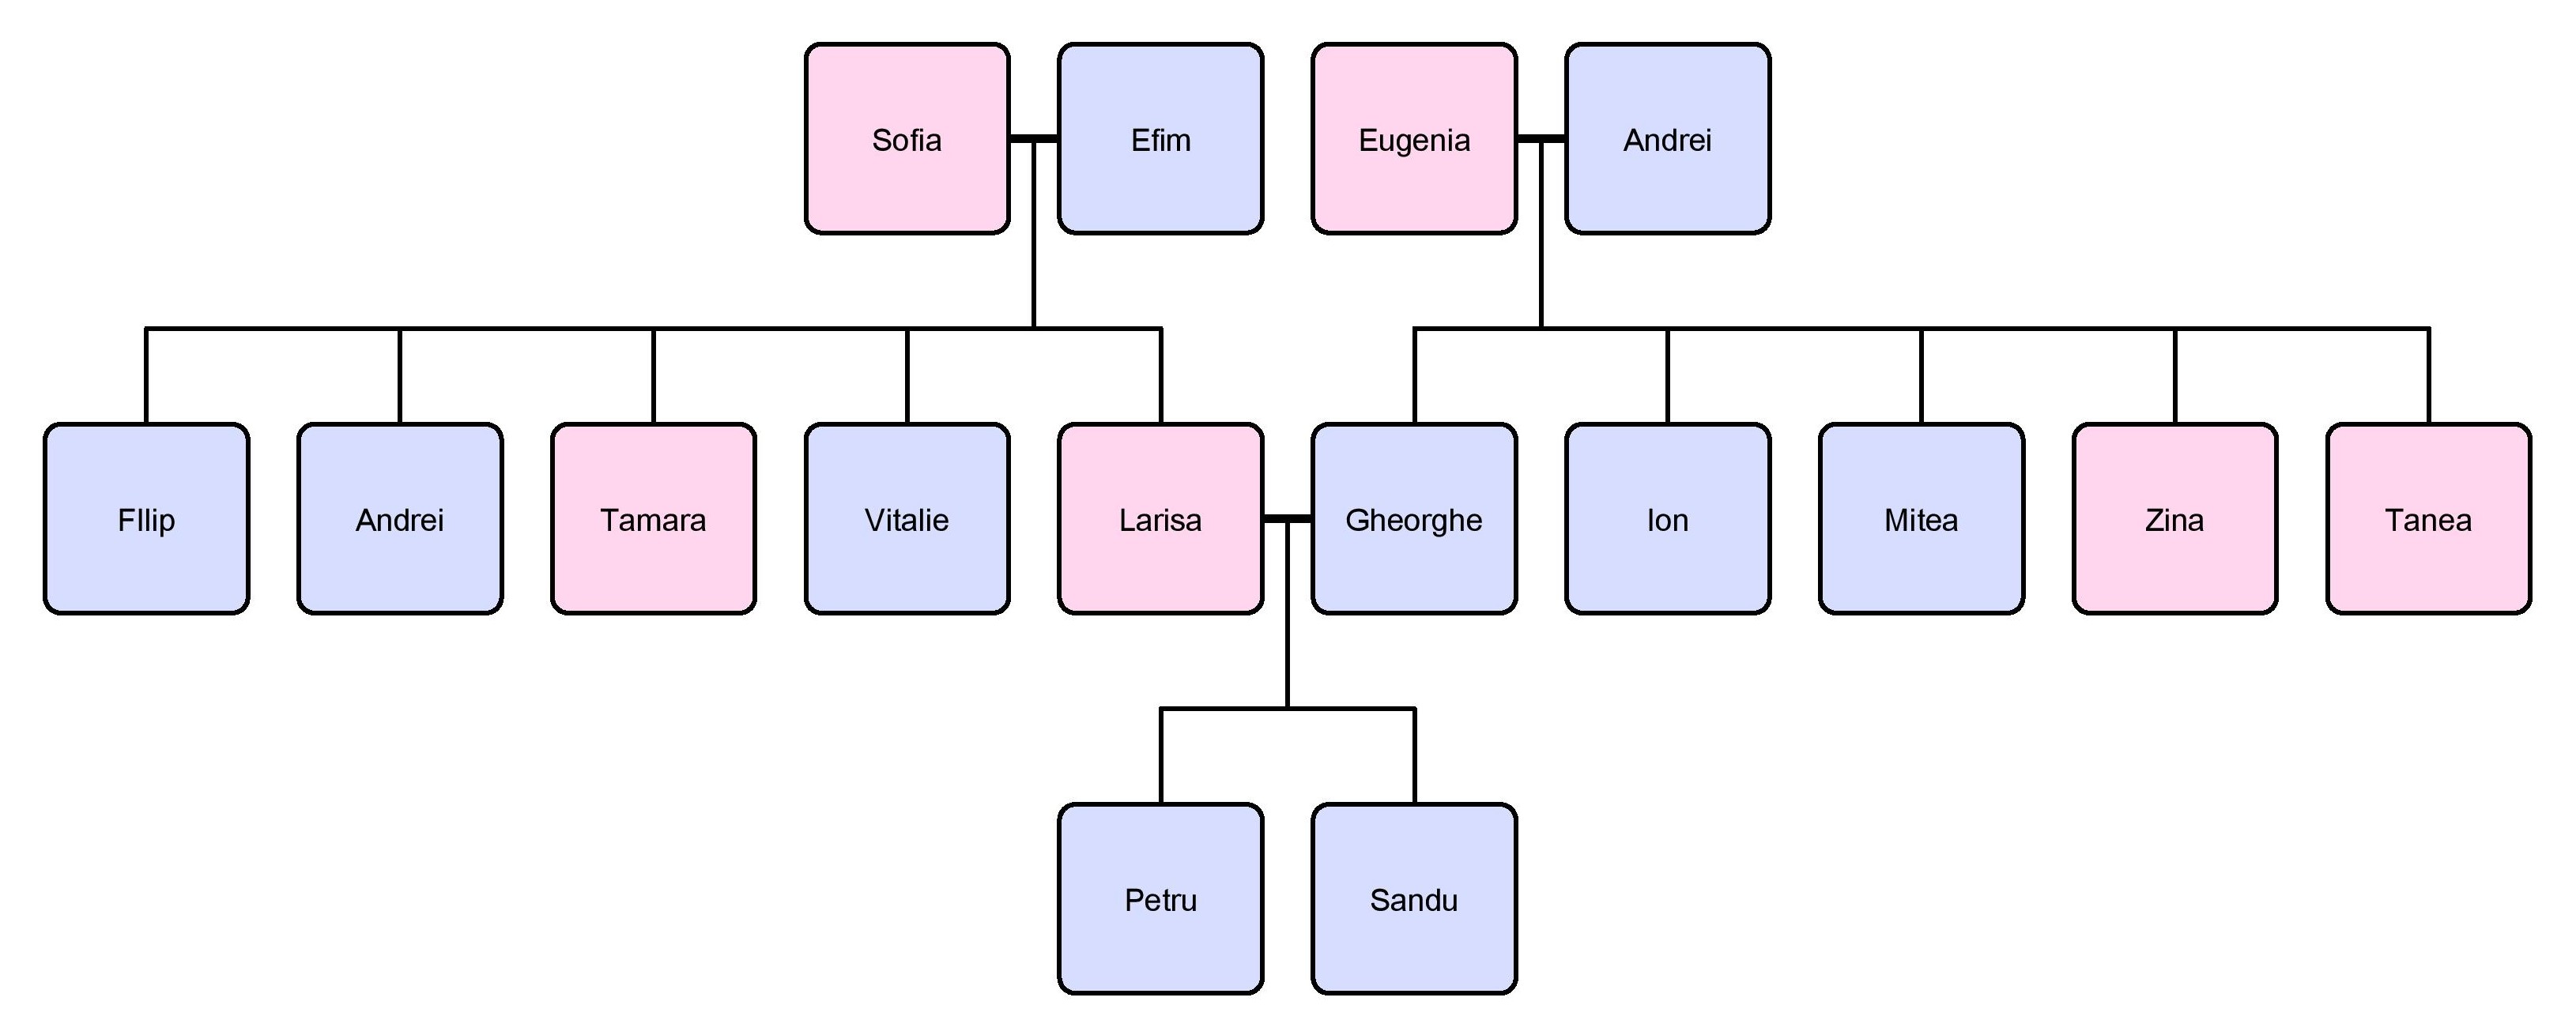 Sofia
Efim
Eugenia
Andrei
FIlip
Andrei
Tamara
Vitalie
Larisa
Gheorghe
Ion
Mitea
Zina
Tanea
Petru
Sandu